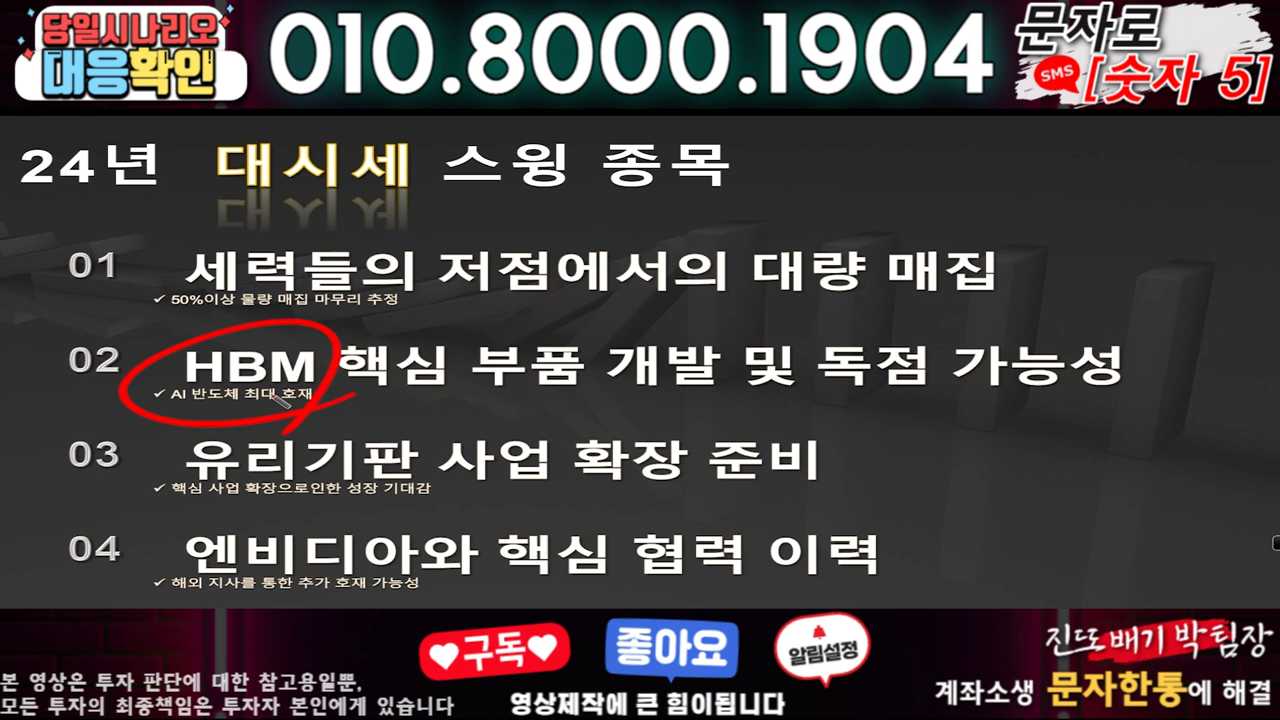 당일시나리오
대응확인
010.8000.1904
문자로
SMS [숫자 5]
24년 대시세 스윙 종목
01 세력들의 저점에서의 대량 매집
✓ 50%이상 물량 매집 마무리 추정
02 HBM 핵심 부품 개발 및 독점 가능성
✓ AI 반도체 최대 호재
03 유리기판 사업 확장 준비
✓ 핵심 사업 확장으로인한 성장 기대감
04 엔비디아와 핵심 협력 이력
✓ 해외 지사를 통한 추가 호재 가능성
구독
좋아요
알림설정
진또배기 박팀장
본 영상은 투자 판단에 대한 참고용일뿐,
모든 투자의 최종책임은 투자자 본인에게 있습니다
영상제작에 큰 힘이됩니다
계좌소생 문자한통에 해결